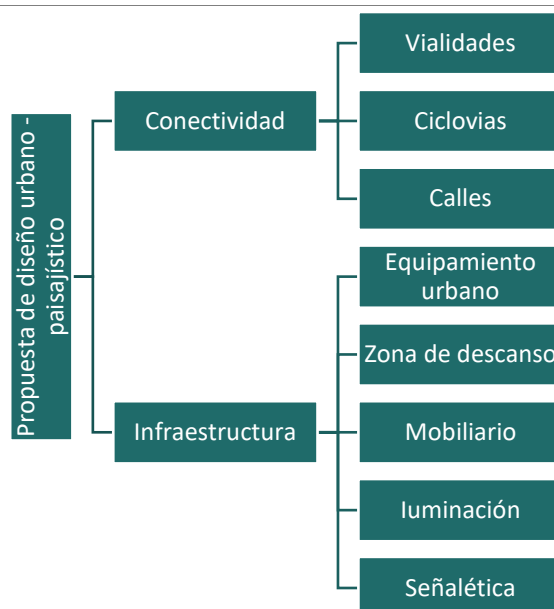 Propuesta de diseño urbano -
paisajístico
Conectividad
Vialidades
Ciclovias
Calles
Infraestructura
Equipamiento
urbano
Zona de descanso
Mobiliario
Iuminación
Señalética